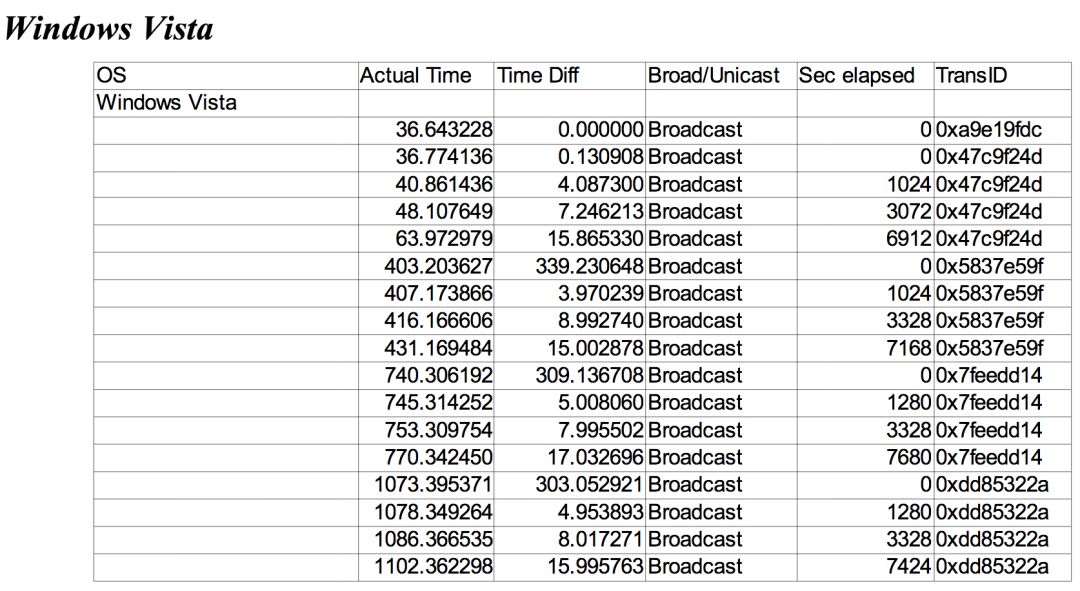 Windows Vista
OS Actual Time Time Diff Broad/Unicast Sec elapsed TransID
Windows Vista
36.643228 0.000000 Broadcast 0 0xa9e19fdc
36.774136 0.130908 Broadcast 0 0x47c9f24d
40.861436 4.087300 Broadcast 1024 0x47c9f24d
48.107649 7.246213 Broadcast 3072 0x47c9f24d
63.972979 15.865330 Broadcast 6912 0x47c9f24d
403.203627 339.230648 Broadcast 0 0x5837e59f
407.173866 3.970239 Broadcast 1024 0x5837e59f
416.166606 8.992740 Broadcast 3328 0x5837e59f
431.169484 15.002878 Broadcast 7168 0x5837e59f
740.306192 309.136708 Broadcast 0 0x7feedd14
745.314252 5.008060 Broadcast 1280 0x7feedd14
753.309754 7.995502 Broadcast 3328 0x7feedd14
770.342450 17.032696 Broadcast 7680 0x7feedd14
1073.395371 303.052921 Broadcast 0 0xdd85322a
1078.349264 4.953893 Broadcast 1280 0xdd85322a
1086.366535 8.017271 Broadcast 3328 0xdd85322a
1102.362298 15.995763 Broadcast 7424 0xdd85322a